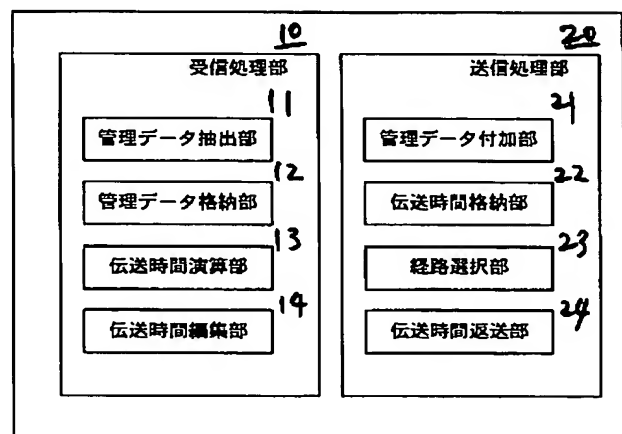 10
受信処理部
11
管理データ抽出部
12
管理データ格納部
13
伝送時間演算部
14
伝送時間編集部
20
送信処理部
21
管理データ付加部
22
伝送時間格納部
23
経路選択部
24
伝送時間返送部